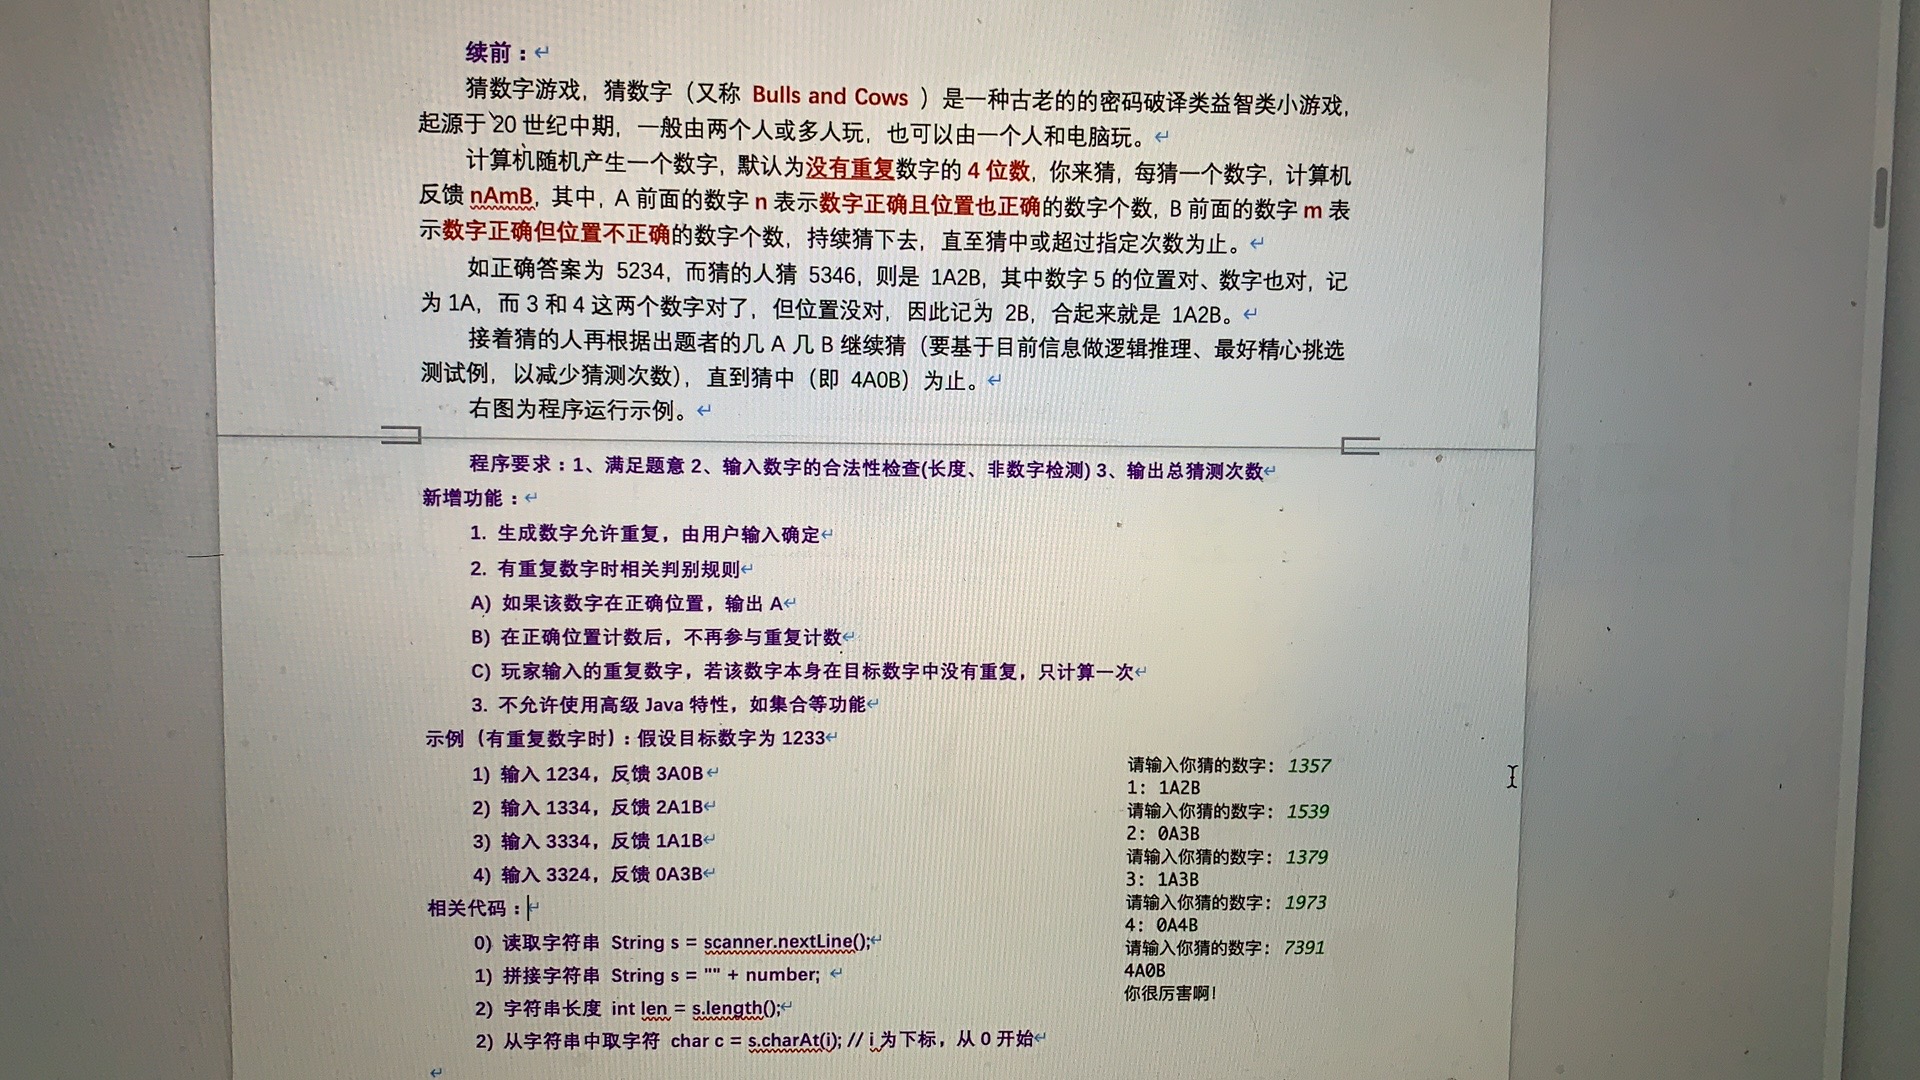 续前：
猜数字游戏，猜数字（又称 Bulls and Cows ）是一种古老的的密码破译类益智类小游戏，
起源于 20 世纪中期，一般由两个人或多人玩，也可以由一个人和电脑玩。
计算机随机产生一个数字，默认为没有重复数字的 4 位数，你来猜，每猜一个数字，计算机
反馈 nAmB，其中，A 前面的数字 n 表示数字正确且位置也正确的数字个数，B 前面的数字 m 表
示数字正确但位置不正确的数字个数，持续猜下去，直至猜中或超过指定次数为止。
如正确答案为 5234，而猜的人猜 5346，则是 1A2B，其中数字 5 的位置对、数字也对，记
为 1A，而 3 和 4 这两个数字对了，但位置没对，因此记为 2B，合起来就是 1A2B。
接着猜的人再根据出题者的几 A 几 B 继续猜（要基于目前信息做逻辑推理、最好精心挑选
测试例，以减少猜测次数），直到猜中（即 4A0B）为止。
右图为程序运行示例。
程序要求：1、满足题意 2、输入数字的合法性检查(长度、非数字检测) 3、输出总猜测次数
新增功能：
1. 生成数字允许重复，由用户输入确定
2. 有重复数字时相关判别规则
A) 如果该数字在正确位置，输出 A
B) 在正确位置计数后，不再参与重复计数
C) 玩家输入的重复数字，若该数字本身在目标数字中没有重复，只计算一次
3. 不允许使用高级 Java 特性，如集合等功能
示例（有重复数字时）：假设目标数字为 1233
1) 输入 1234，反馈 3A0B
2) 输入 1334，反馈 2A1B
3) 输入 3334，反馈 1A1B
4) 输入 3324，反馈 0A3B
相关代码：
0) 读取字符串 String s = scanner.nextLine();
1) 拼接字符串 String s = "" + number;
2) 字符串长度 int len = s.length();
2) 从字符串中取字符 char c = s.charAt(i); // i 为下标，从 0 开始
请输入你猜的数字：1357
1: 1A2B
请输入你猜的数字：1539
2: 0A3B
请输入你猜的数字：1379
3: 1A3B
请输入你猜的数字：1973
4: 0A4B
请输入你猜的数字：7391
4A0B
你很厉害啊!